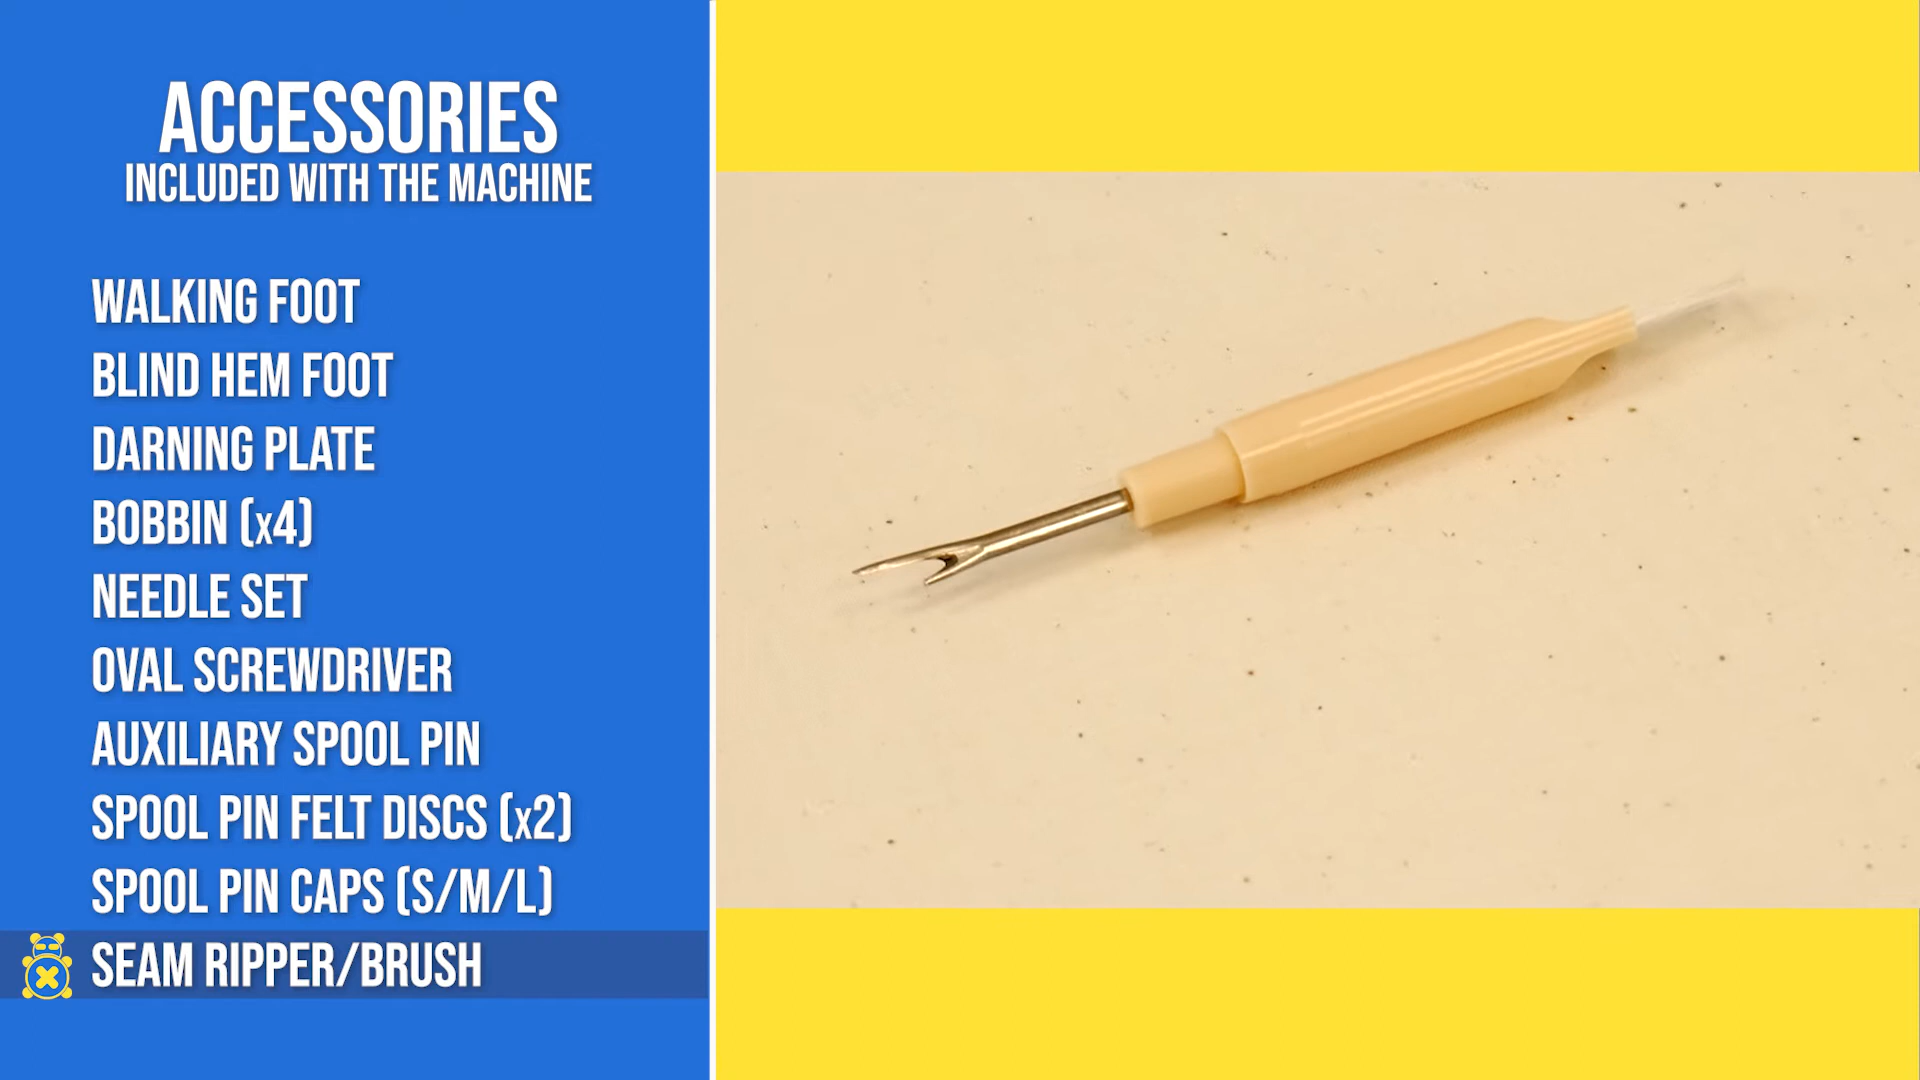 ACCESSORIES
INCLUDED WITH THE MACHINE
WALKING FOOT
BLIND HEM FOOT
DARNING PLATE
BOBBIN (x4)
NEEDLE SET
OVAL SCREWDRIVER
AUXILIARY SPOOL PIN
SPOOL PIN FELT DISCS (x2)
SPOOL PIN CAPS (S/M/L)
SEAM RIPPER/BRUSH